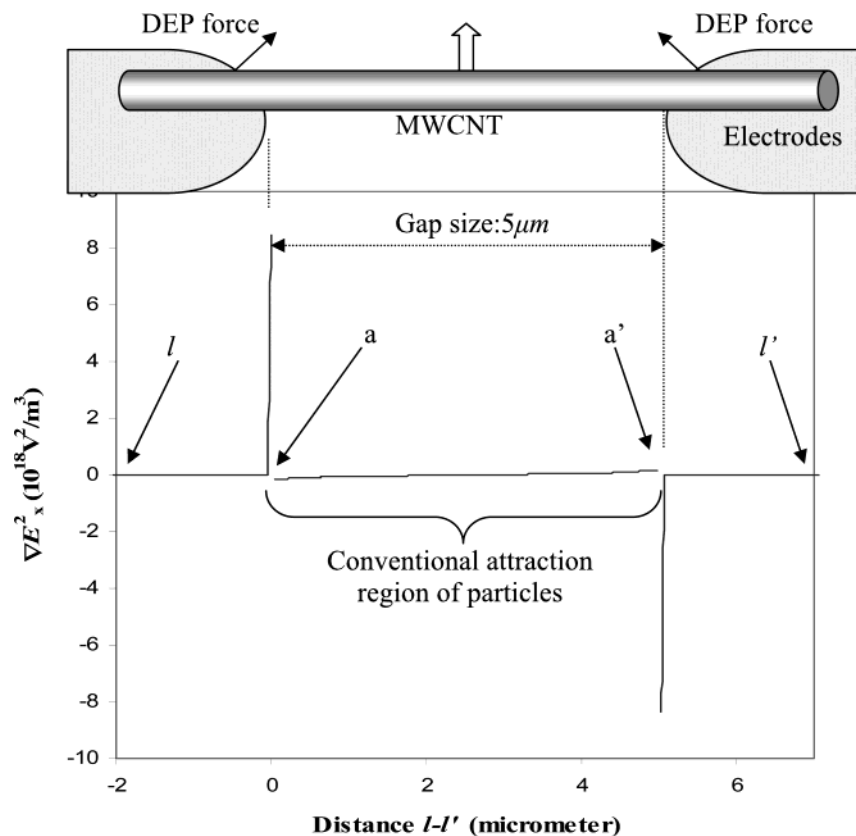 DEP force
DEP force
MWCNT
Electrodes
Gap size:5μm
8
6
4
2
0
-2
-4
-6
-8
-10
l
a
a’
l’
∇E²ₓ (10¹⁸V²/m³)
Conventional attraction
region of particles
-2
0
2
4
6
Distance l-l' (micrometer)